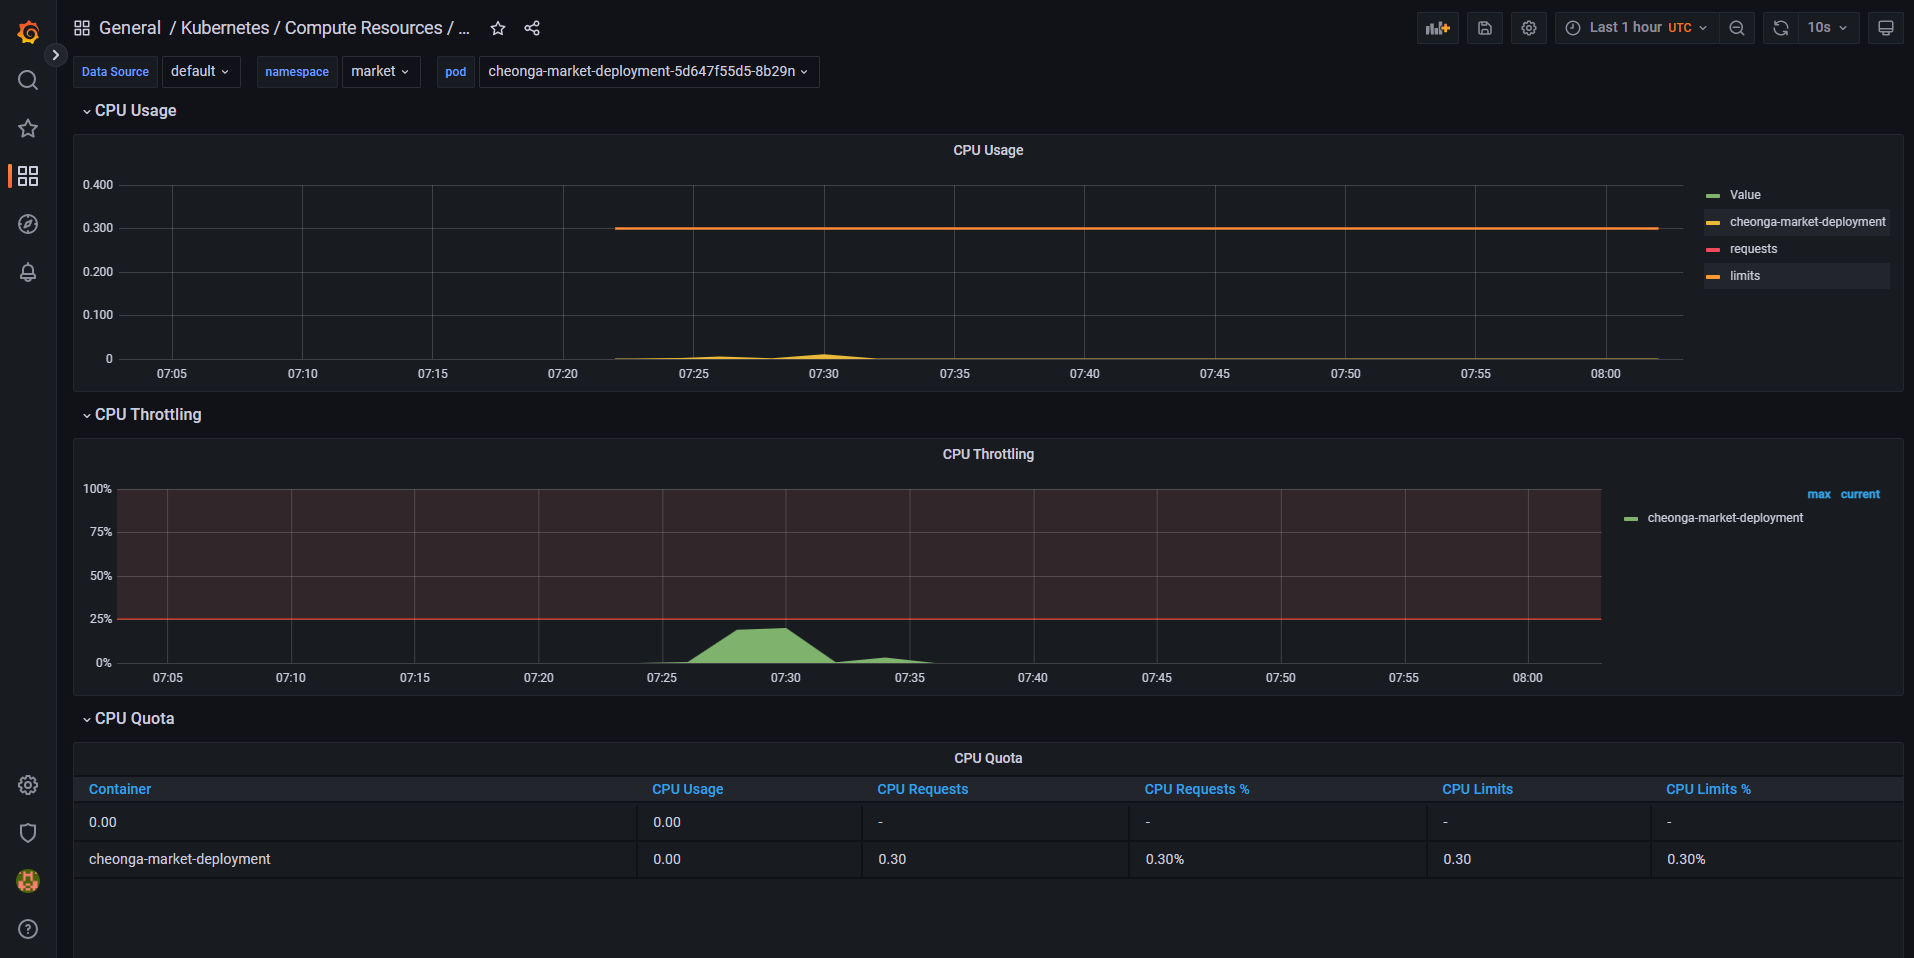 General / Kubernetes / Compute Resources / ...
Last 1 hour UTC
10s
Data Source default namespace market pod cheonga-market-deployment-5d647f55d5-8b29n
CPU Usage
CPU Usage
0.400
0.300
0.200
0.100
0
07:05 07:10 07:15 07:20 07:25 07:30 07:35 07:40 07:45 07:50 07:55 08:00
Value
cheonga-market-deployment
requests
limits
CPU Throttling
CPU Throttling
100%
75%
50%
25%
0%
07:05 07:10 07:15 07:20 07:25 07:30 07:35 07:40 07:45 07:50 07:55 08:00
max current
cheonga-market-deployment
CPU Quota
CPU Quota
Container CPU Usage CPU Requests CPU Requests % CPU Limits CPU Limits %
0.00 0.00 - - - -
cheonga-market-deployment 0.00 0.30 0.30% 0.30 0.30%